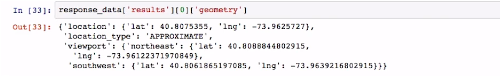 In [33]: response_data['results'][0]['geometry']
Out[33]: {'location': {'lat': 40.8075355, 'lng': -73.9625727},
'location_type': 'APPROXIMATE',
'viewport': {'northeast': {'lat': 40.8088844802915,
'lng': -73.96122371970849},
'southwest': {'lat': 40.8061865197085, 'lng': -73.9639216802915}}}